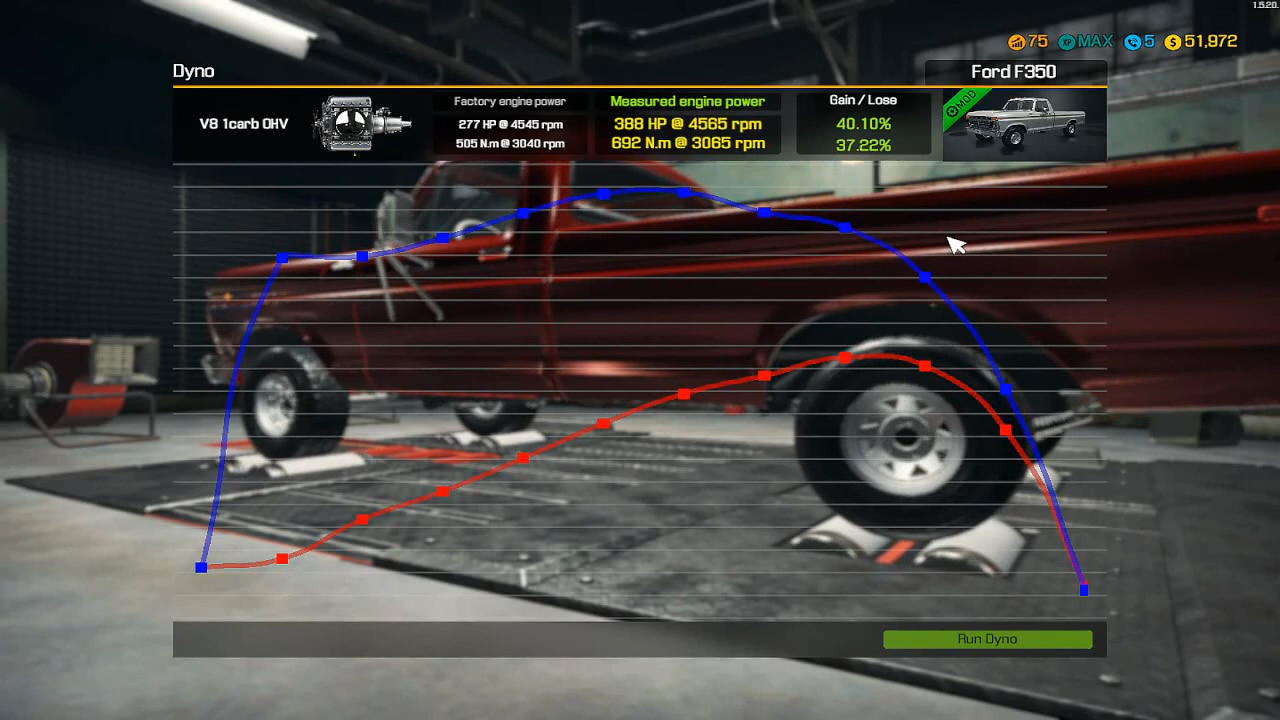 1.5.20.
75 XP MAX 5 $ 51,972
Dyno
Ford F350
V8 1carb OHV
Factory engine power
277 HP @ 4545 rpm
505 N.m @ 3040 rpm
Measured engine power
388 HP @ 4565 rpm
692 N.m @ 3065 rpm
Gain / Lose
40.10%
37.22%
MOD
Run Dyno